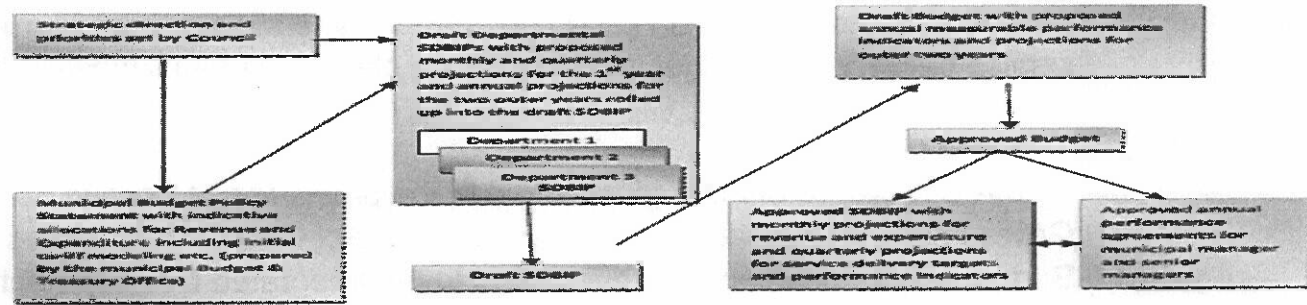 Strategic direction and
priorities set by Council
Municipal Budget Policy
Statement with indicative
allocations for Revenue and
Expenditure including initial
tariff modeling etc. (prepared
by the municipal Budget &
Treasury Office)
Draft Departmental
SDBIPs with proposed
monthly and quarterly
projections for the 1st year
and annual projections for
the two outer years rolled
up into the draft SDBIP
Department 1
Department 2
Department 3
SDBIP
Draft SDBIP
Draft Budget with proposed
annual measurable performance
indicators and projections for
outer two years
Approved Budget
Approved SDBIP with
monthly projections for
revenue and expenditure
and quarterly projections
for service delivery targets
and performance indicators
Approved annual
performance
agreements for
municipal manager
and senior
managers